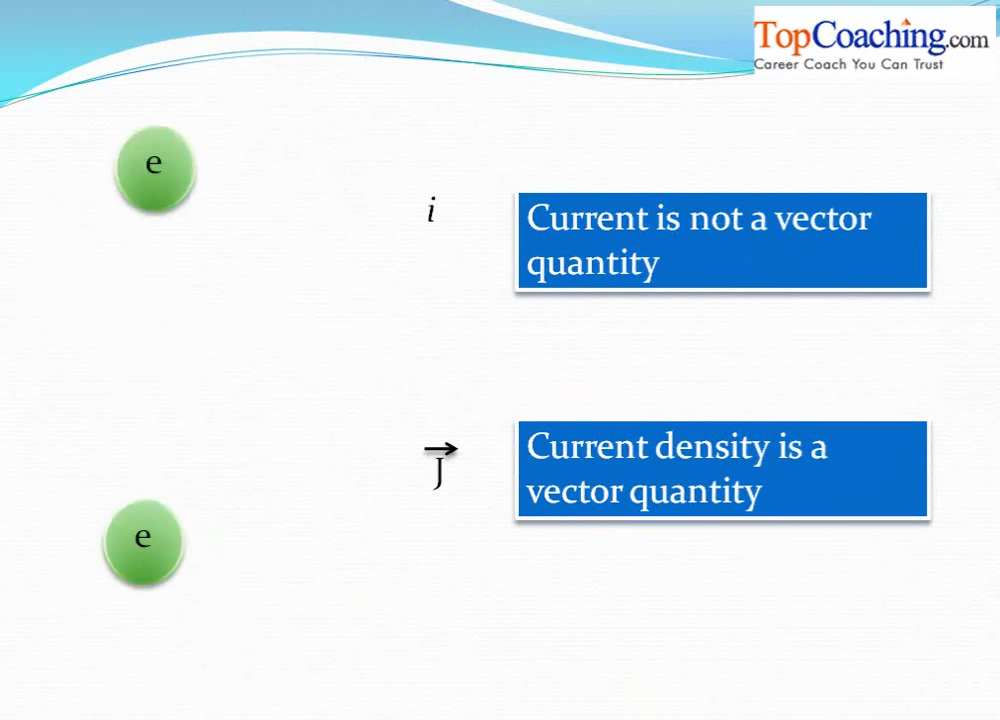 TopCoaching.com
Career Coach You Can Trust
e
i
Current is not a vector
quantity
J
Current density is a
vector quantity
e